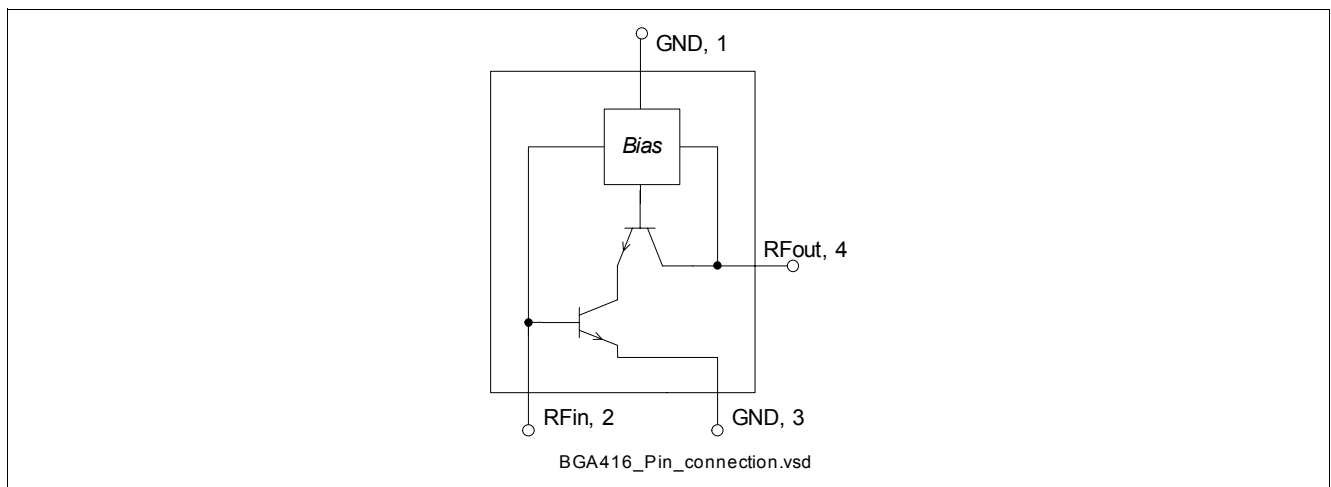 GND, 1
Bias
RFout, 4
RFin, 2
GND, 3
BGA416_Pin_connection.vsd